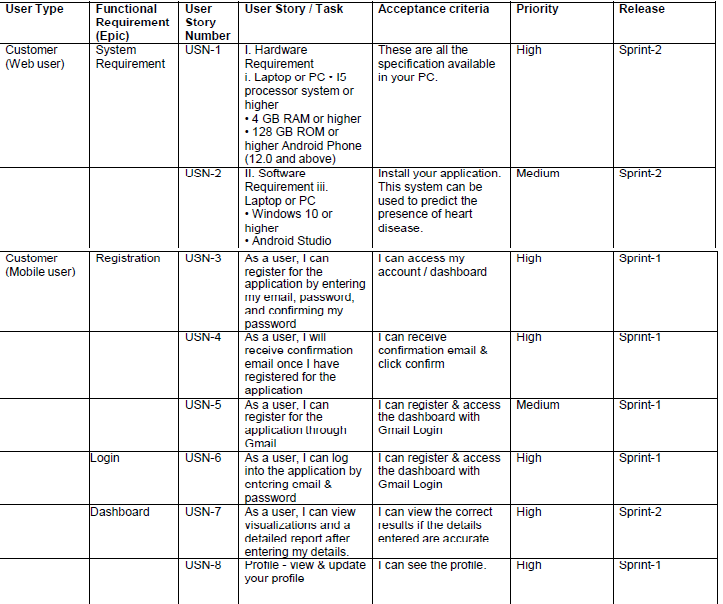 User Type Functional Requirement (Epic) User Story Number User Story / Task Acceptance criteria Priority Release
Customer (Web user) System Requirement USN-1
I. Hardware
Requirement
i. Laptop or PC • I5
processor system or
higher
• 4 GB RAM or higher
• 128 GB ROM or
higher Android Phone
(12.0 and above)
These are all the
specification available
in your PC.
High
Sprint-2
USN-2
II. Software
Requirement iii.
Laptop or PC
• Windows 10 or
higher
• Android Studio
Install your application.
This system can be
used to predict the
presence of heart
disease.
Medium
Sprint-2
Customer
(Mobile user)
Registration
USN-3
As a user, I can
register for the
application by entering
my email, password,
and confirming my
password
I can access my
account / dashboard
High
Sprint-1
USN-4
As a user, I will
receive confirmation
email once I have
registered for the
application
I can receive
confirmation email &
click confirm
High
Sprint-1
USN-5
As a user, I can
register for the
application through
Gmail
I can register & access
the dashboard with
Gmail Login
Medium
Sprint-1
Login
USN-6
As a user, I can log
into the application by
entering email &
password
I can register & access
the dashboard with
Gmail Login
High
Sprint-1
Dashboard
USN-7
As a user, I can view
visualizations and a
detailed report after
entering my details.
I can view the correct
results if the details
entered are accurate
High
Sprint-2
USN-8
Profile - view & update
your profile
I can see the profile.
High
Sprint-1